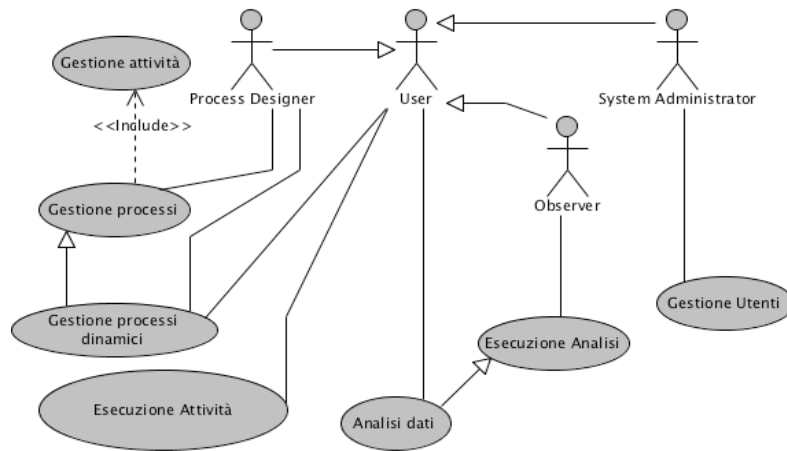 Gestione attività
Process Designer
User
System Administrator
<<Include>>
Gestione processi
Observer
Gestione processi
dinamici
Gestione Utenti
Esecuzione Analisi
Esecuzione Attività
Analisi dati